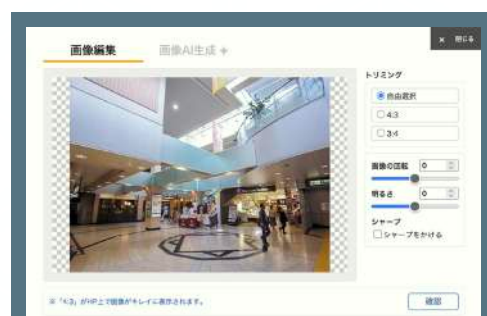 × 閉じる
画像編集
画像AI生成
トリミング
自由選択
4:3
3:4
画像の回転 0
明るさ 0
シャープ
シャープをかける
※「4:3」がHP上で画像がキレイに表示されます。
確認